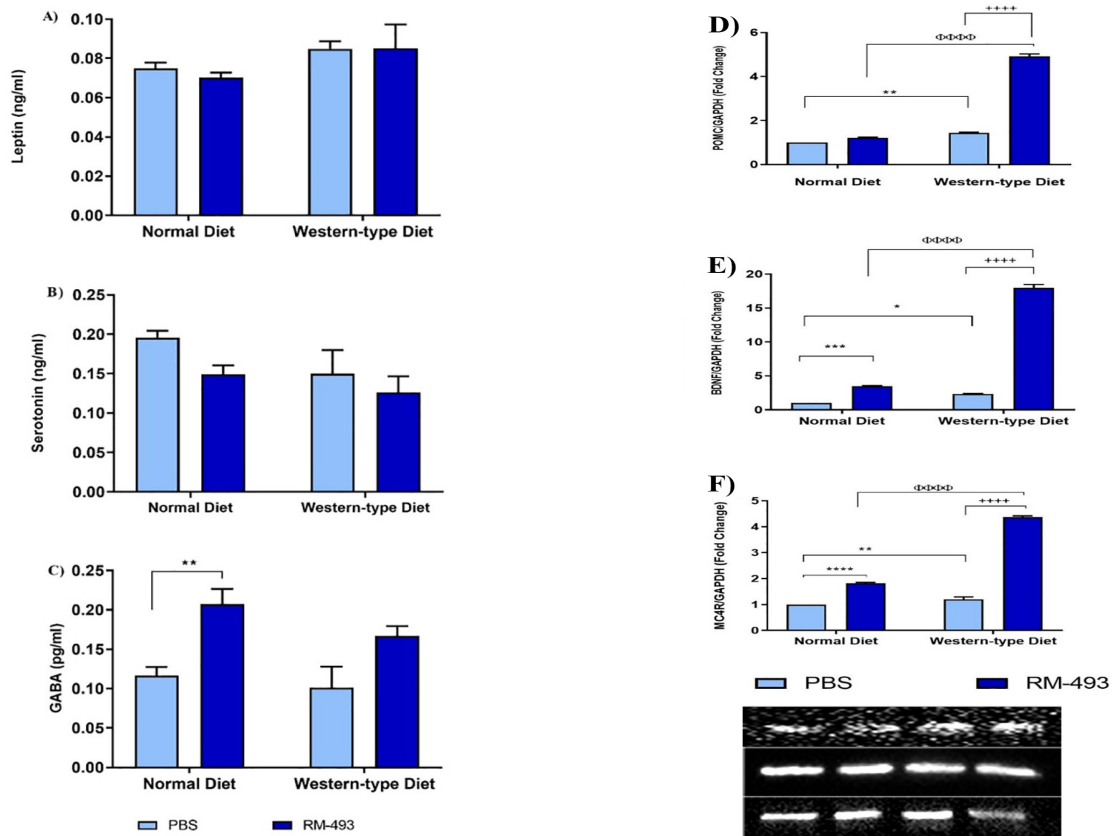 A)
Leptin (ng/ml)
0.10
0.08
0.06
0.04
0.02
0.00
Normal Diet Western-type Diet
B)
Serotonin (ng/ml)
0.25
0.20
0.15
0.10
0.05
0.00
Normal Diet Western-type Diet
C)
GABA (pg/ml)
0.25
0.20
0.15
0.10
0.05
0.00
**
Normal Diet Western-type Diet
PBS RM-493
D)
POMC/GAPDH (Fold Change)
6
4
2
0
++++
ΦΦΦΦ
**
Normal Diet Western-type Diet
E)
BDNF/GAPDH (Fold Change)
20
15
10
5
0
ΦΦΦΦ
++++
*
***
Normal Diet Western-type Diet
F)
MC4R/GAPDH (Fold Change)
5
4
3
2
1
0
ΦΦΦΦ
++++
**
****
Normal Diet Western-type Diet
PBS RM-493